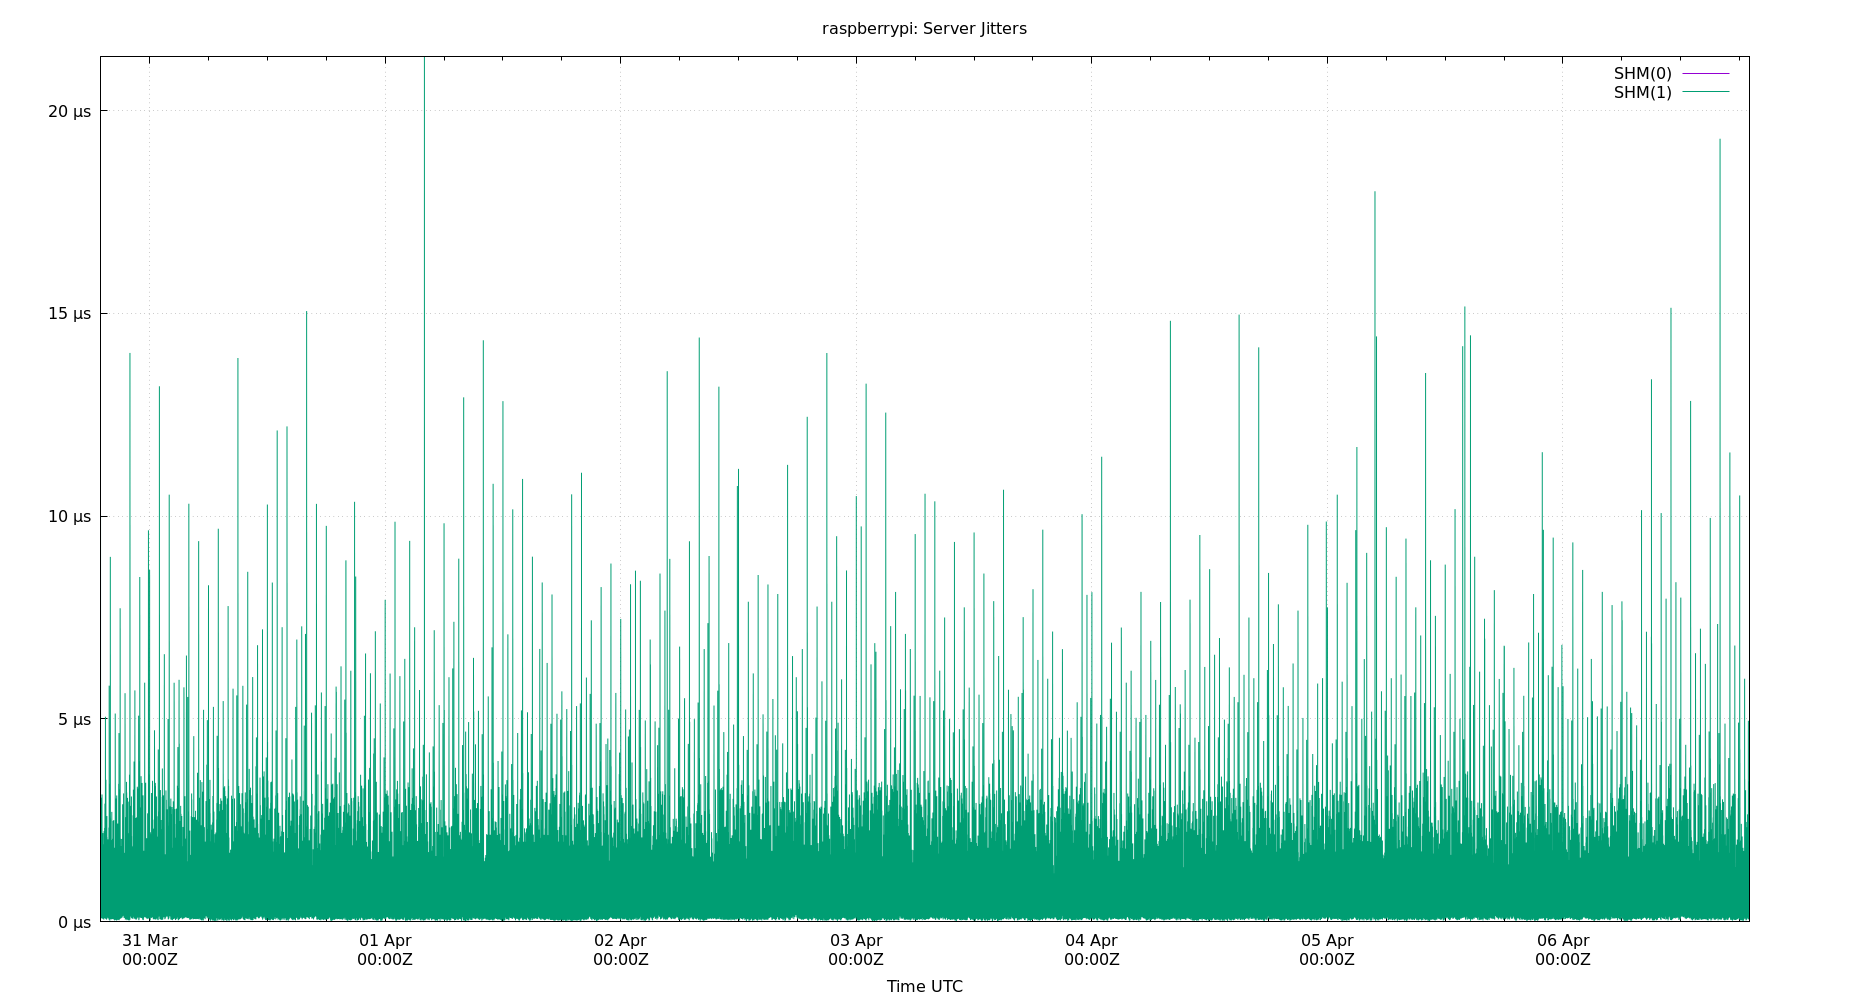 raspberrypi: Server Jitters
SHM(0)
SHM(1)
20 µs
15 µs
10 µs
5 µs
0 µs
31 Mar 01 Apr 02 Apr 03 Apr 04 Apr 05 Apr 06 Apr
00:00Z 00:00Z 00:00Z 00:00Z 00:00Z 00:00Z 00:00Z
Time UTC